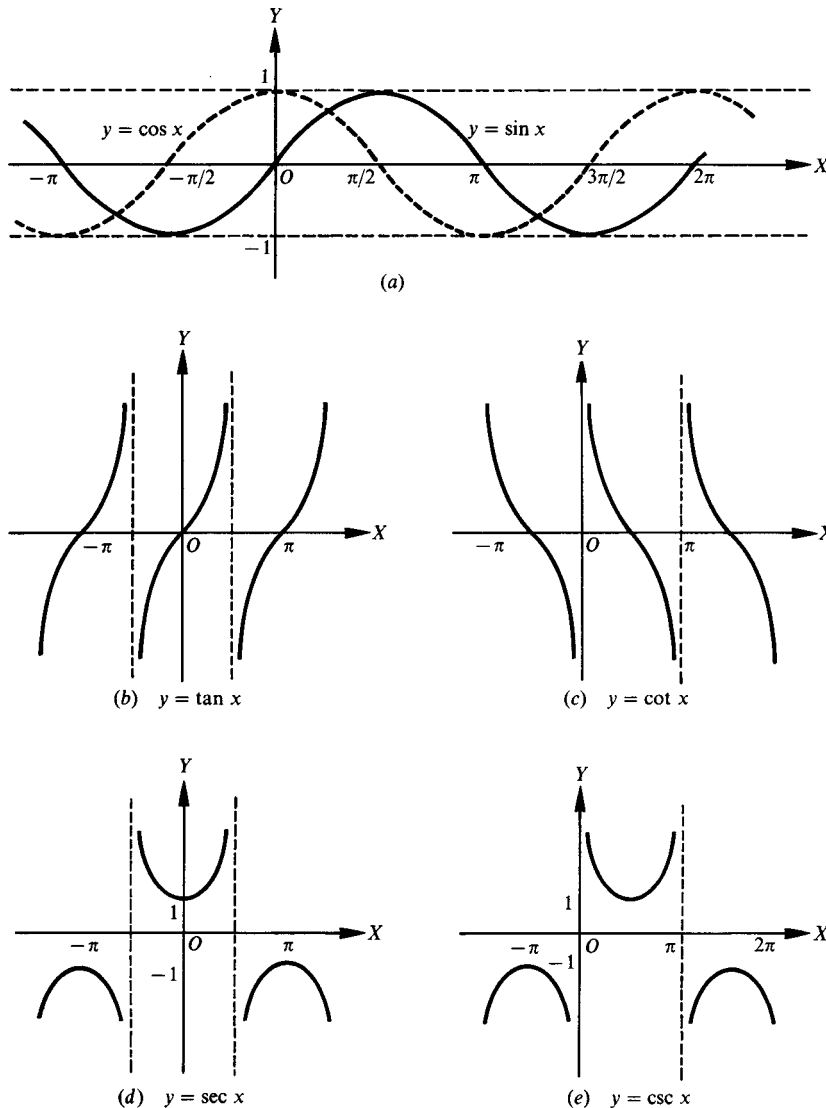 Y
1
y = cos x
y = sin x
−π
−π/2
O
π/2
π
3π/2
2π
X
−1
(a)
Y
X
−π
O
π
(b) y = tan x
Y
X
−π
O
π
(c) y = cot x
Y
1
X
−π
O
π
−1
(d) y = sec x
Y
1
X
−π
O
π
2π
−1
(e) y = csc x